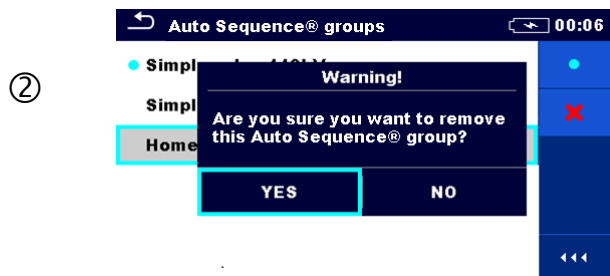 Auto Sequence® groups 00:06
Simpl
Warning!
Simpl
Are you sure you want to remove
this Auto Sequence® group?
Home
YES NO
②